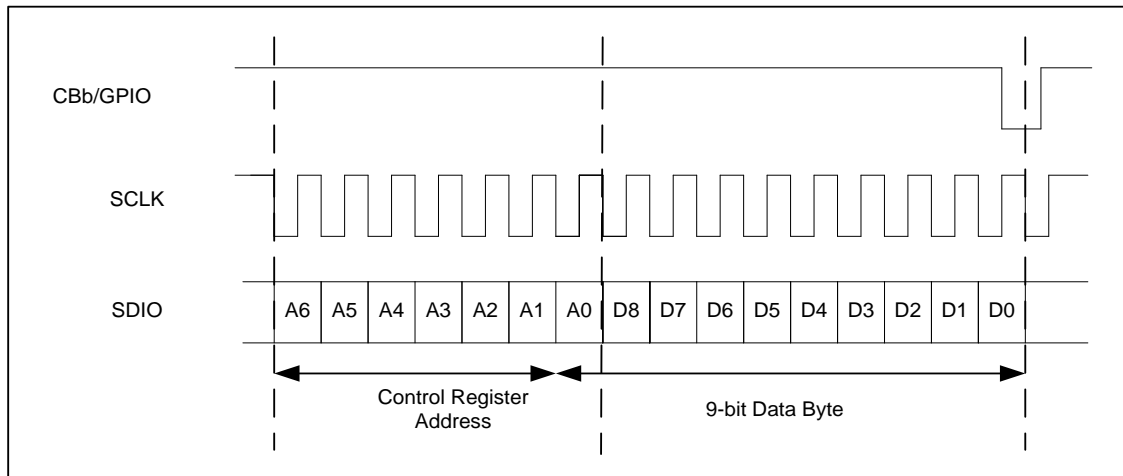 CBb/GPIO
SCLK
SDIO
A6 A5 A4 A3 A2 A1 A0 D8 D7 D6 D5 D4 D3 D2 D1 D0
Control Register
Address
9-bit Data Byte